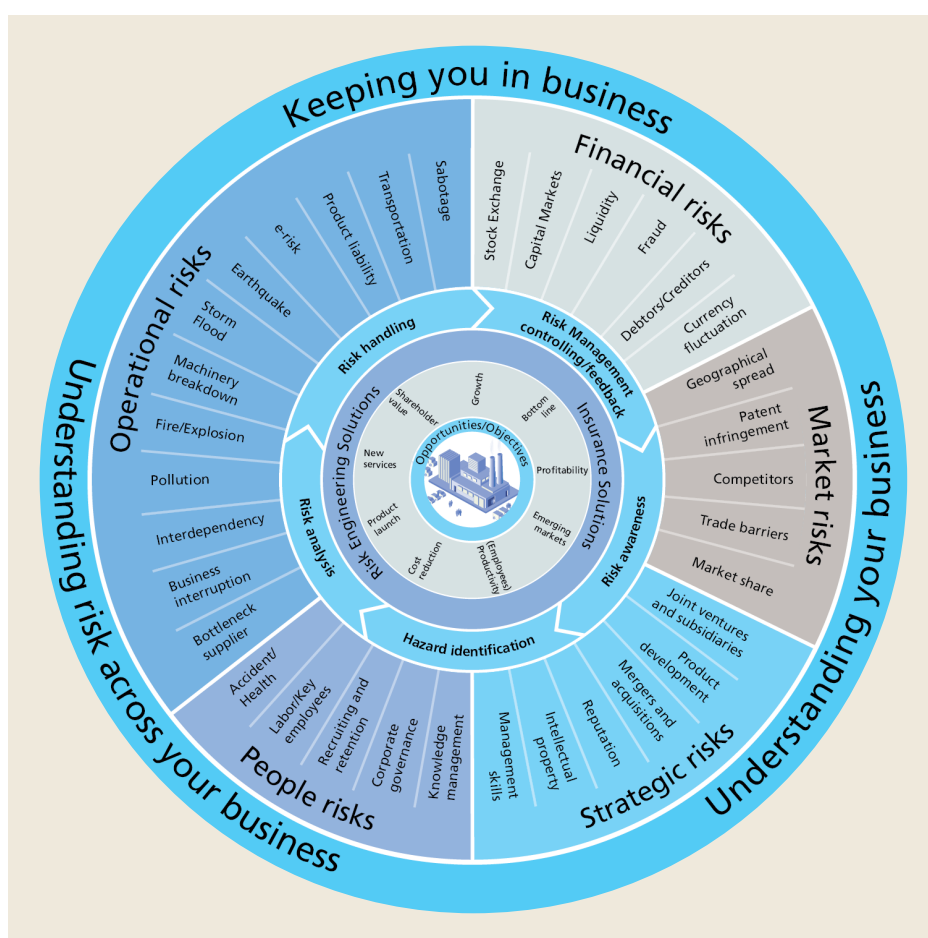 Keeping you in business
Understanding your business
Understanding risk across your business
Financial risks
Stock Exchange
Capital Markets
Liquidity
Fraud
Debtors/Creditors
Currency
fluctuation
Market risks
Geographical
spread
Patent
infringement
Competitors
Trade barriers
Market share
Strategic risks
Joint ventures
and subsidiaries
Product
development
Mergers and
acquisitions
Reputation
Intellectual
property
Management
skills
People risks
Knowledge
management
Corporate
governance
Recruiting and
retention
Labor/Key
employees
Accident/
Health
Operational risks
Bottleneck
supplier
Business
interruption
Interdependency
Pollution
Fire/Explosion
Machinery
breakdown
Storm
Flood
Earthquake
e-risk
Product liability
Transportation
Sabotage
Risk Management
controlling/feedback
Risk awareness
Hazard identification
Risk analysis
Risk handling
Insurance Solutions
Risk Engineering Solutions
Growth
Bottom
line
Profitability
Emerging
markets
(Employees)
Productivity
Cost
reduction
Product
launch
New
services
Shareholder
value
Opportunities/Objectives